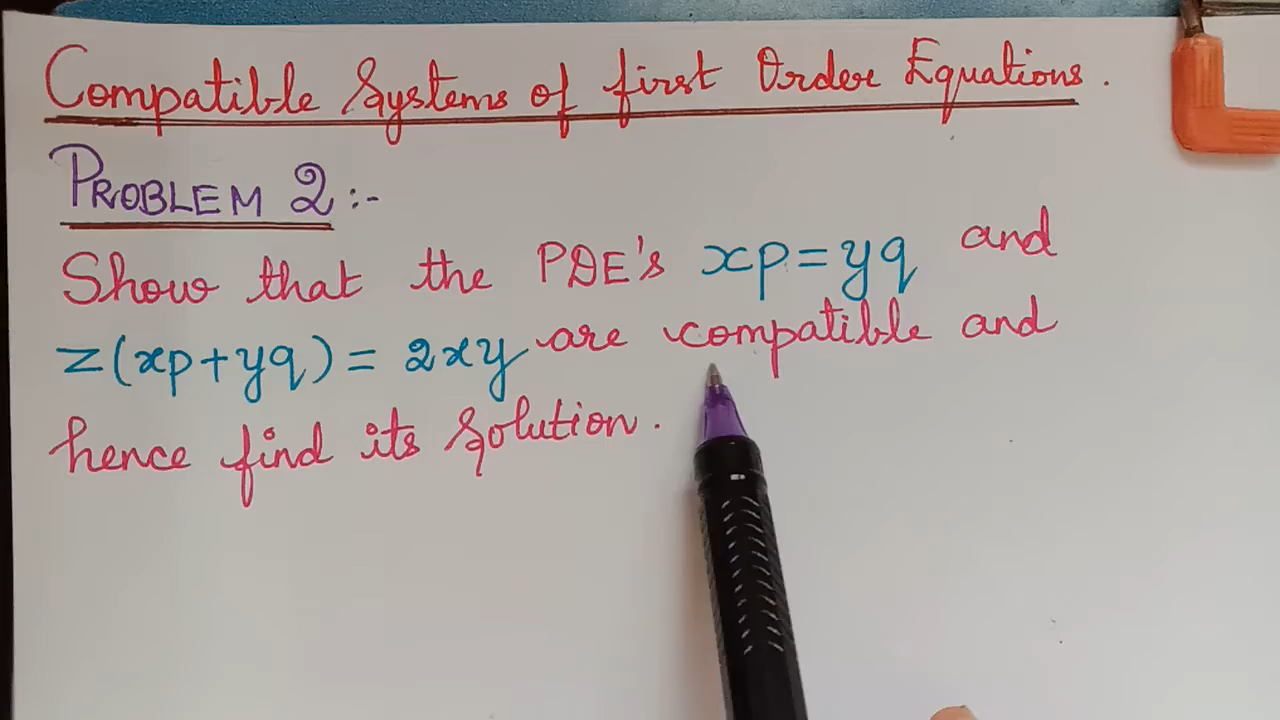 Compatible Systems of first Order Equations.
PROBLEM 2:-
Show that the PDE's xp=yq and
z(xp+yq)=2xy are compatible and
hence find its solution.